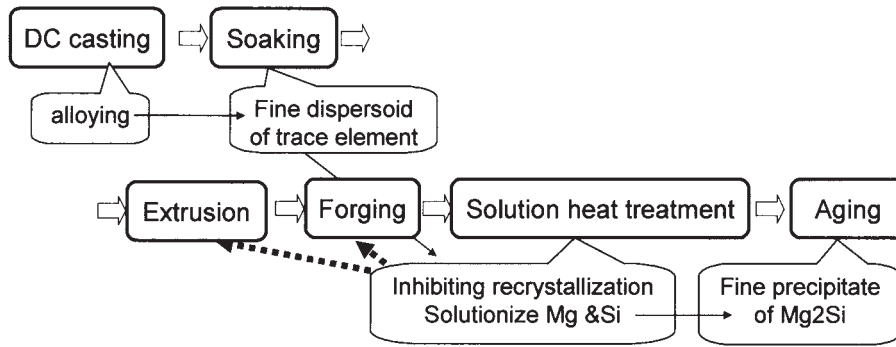 DC casting
Soaking
alloying
Fine dispersoid
of trace element
Extrusion
Forging
Solution heat treatment
Aging
Inhibiting recrystallization
Solutionize Mg &Si
Fine precipitate
of Mg2Si